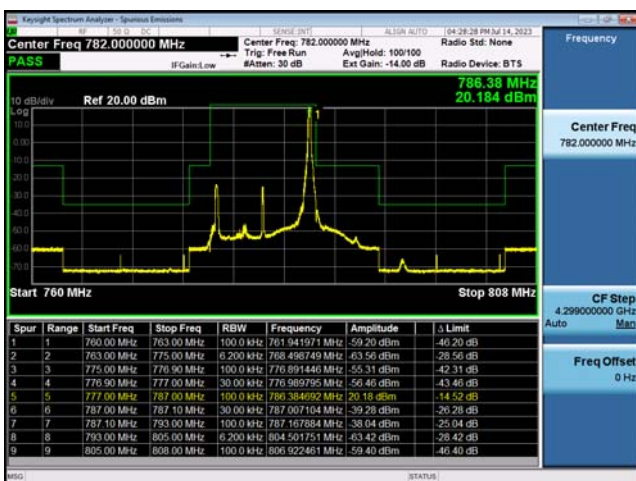 Keysight Spectrum Analyzer - Spurious Emissions
RF 50 Ω DC SENSE:INT ALIGN AUTO 04:28:28 PM Jul 14, 2023
Center Freq 782.000000 MHz Center Freq: 782.000000 MHz Radio Std: None Frequency
Trig: Free Run Avg|Hold: 100/100
PASS IFGain:Low #Atten: 30 dB Ext Gain: -14.00 dB Radio Device: BTS
786.38 MHz
10 dB/div Ref 20.00 dBm 20.184 dBm
Log
10.0 1
0.00
-10.0
-20.0
-30.0
-40.0
-50.0
-60.0
-70.0
Start 760 MHz Stop 808 MHz
Center Freq
782.000000 MHz
CF Step
4.299000000 GHz
Auto Man
Freq Offset
0 Hz
Spur Range Start Freq Stop Freq RBW Frequency Amplitude Δ Limit
1 1 760.00 MHz 763.00 MHz 100.0 kHz 761.941971 MHz -59.20 dBm -46.20 dB
2 2 763.00 MHz 775.00 MHz 6.200 kHz 768.498749 MHz -63.56 dBm -28.56 dB
3 3 775.00 MHz 776.90 MHz 100.0 kHz 776.891446 MHz -55.31 dBm -42.31 dB
4 4 776.90 MHz 777.00 MHz 30.00 kHz 776.989795 MHz -56.46 dBm -43.46 dB
5 5 777.00 MHz 787.00 MHz 100.0 kHz 786.384692 MHz 20.18 dBm -14.52 dB
6 6 787.00 MHz 787.10 MHz 30.00 kHz 787.007104 MHz -39.28 dBm -26.28 dB
7 7 787.10 MHz 793.00 MHz 100.0 kHz 787.167884 MHz -38.04 dBm -25.04 dB
8 8 793.00 MHz 805.00 MHz 6.200 kHz 804.501751 MHz -63.42 dBm -28.42 dB
9 9 805.00 MHz 808.00 MHz 100.0 kHz 806.922461 MHz -59.40 dBm -46.40 dB
MSG STATUS